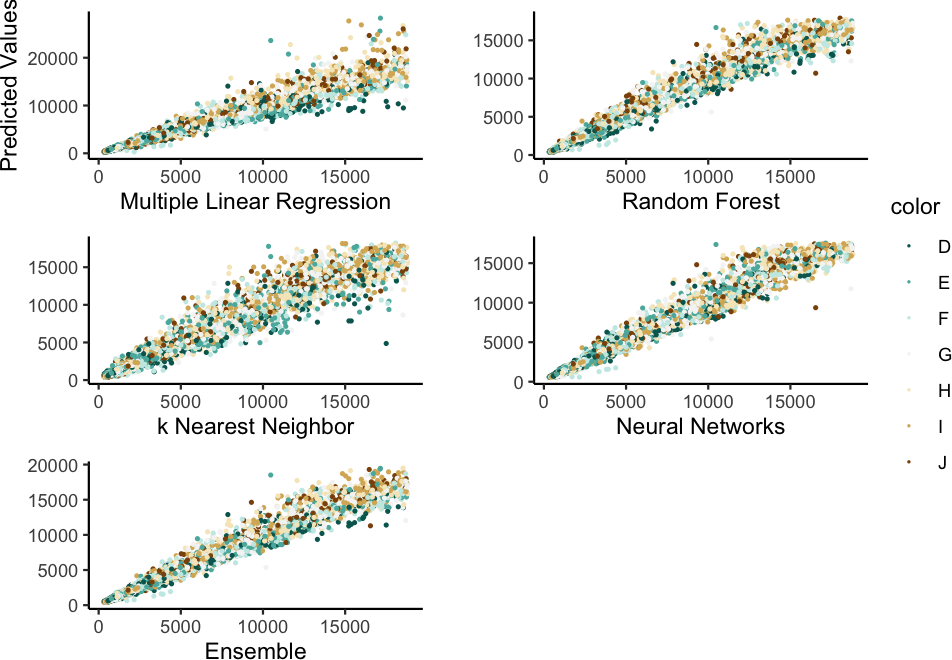 Predicted Values
20000
10000
0
0 5000 10000 15000
Multiple Linear Regression
15000
10000
5000
0
0 5000 10000 15000
Random Forest
15000
10000
5000
0
0 5000 10000 15000
k Nearest Neighbor
15000
10000
5000
0
0 5000 10000 15000
Neural Networks
20000
15000
10000
5000
0
0 5000 10000 15000
Ensemble
color
D
E
F
G
H
I
J